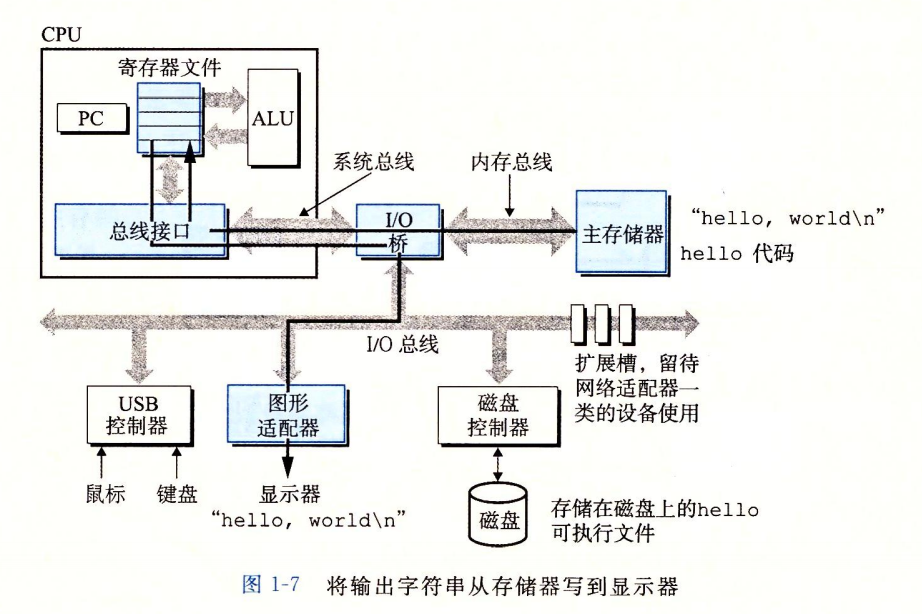 CPU
寄存器文件
PC
ALU
系统总线
内存总线
总线接口
I/O
桥
主存储器
“hello, world\n”
hello 代码
I/O 总线
扩展槽，留待
网络适配器一
类的设备使用
USB
控制器
图形
适配器
磁盘
控制器
鼠标
键盘
显示器
“hello, world\n”
磁盘
存储在磁盘上的hello
可执行文件
图 1-7 将输出字符串从存储器写到显示器